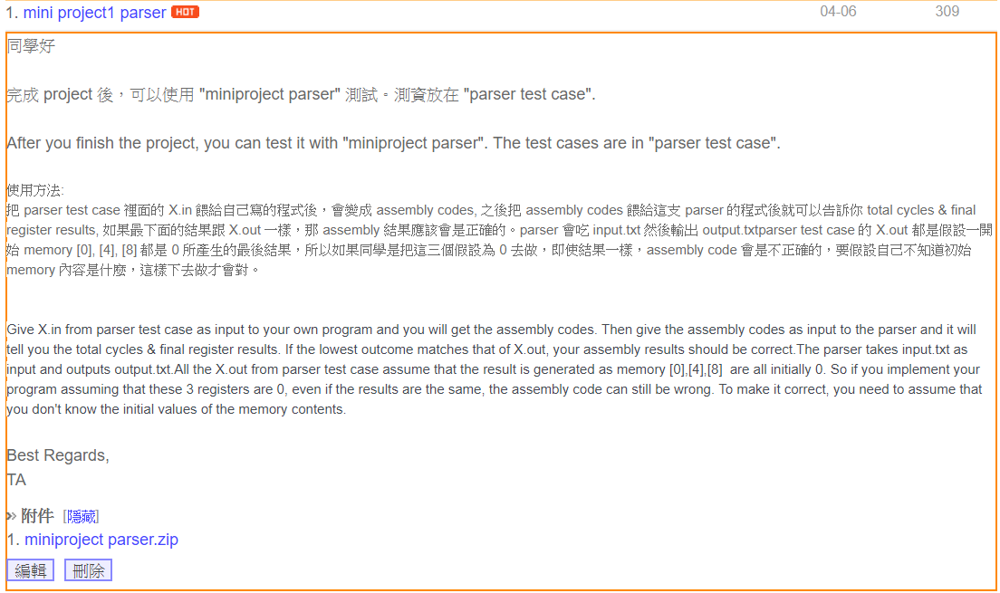 1. mini project1 parser HOT 04-06 309
同學好
完成 project 後，可以使用 "miniproject parser" 測試。測資放在 "parser test case".
After you finish the project, you can test it with "miniproject parser". The test cases are in "parser test case".
使用方法:
把 parser test case 裡面的 X.in 餵給自己寫的程式後，會變成 assembly codes, 之後把 assembly codes 餵給這支 parser 的程式後就可以告訴你 total cycles & final
register results, 如果最下面的結果跟 X.out 一樣，那 assembly 結果應該會是正確的。parser 會吃 input.txt 然後輸出 output.txtparser test case 的 X.out 都是假設一開
始 memory [0], [4], [8] 都是 0 所產生的最後結果，所以如果同學是把這三個假設為 0 去做，即使結果一樣，assembly code 會是不正確的，要假設自己不知道初始
memory 內容是什麼，這樣下去做才會對。
Give X.in from parser test case as input to your own program and you will get the assembly codes. Then give the assembly codes as input to the parser and it will
tell you the total cycles & final register results. If the lowest outcome matches that of X.out, your assembly results should be correct.The parser takes input.txt as
input and outputs output.txt.All the X.out from parser test case assume that the result is generated as memory [0],[4],[8]  are all initially 0. So if you implement your
program assuming that these 3 registers are 0, even if the results are the same, the assembly code can still be wrong. To make it correct, you need to assume that
you don't know the initial values of the memory contents.
Best Regards,
TA
» 附件 [隱藏]
1. miniproject parser.zip
編輯 刪除